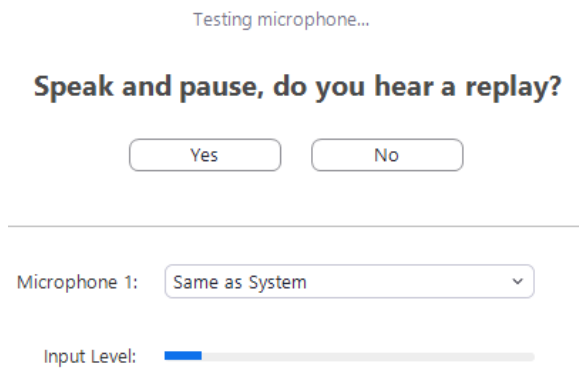 Testing microphone...
Speak and pause, do you hear a replay?
Yes No
Microphone 1: Same as System
Input Level: